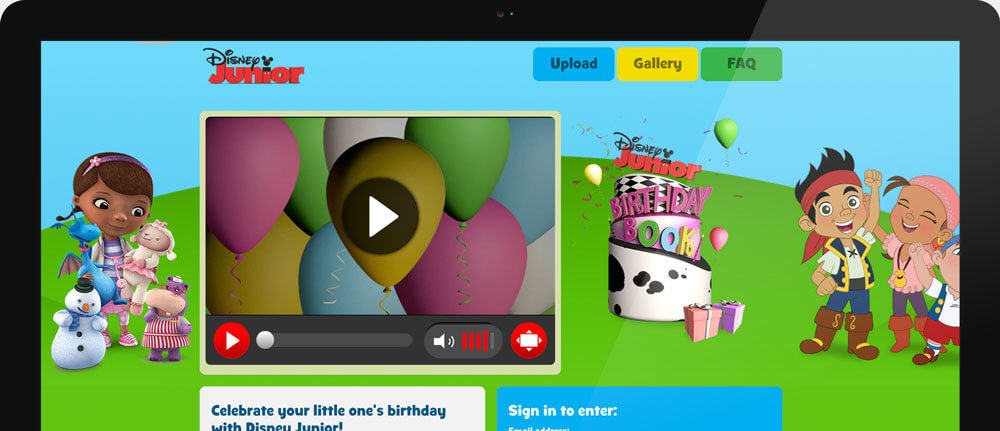 Disney
Junior
Upload
Gallery
FAQ
Disney
Junior
BIRTHDAY
BOOK
Celebrate your little one's birthday
with Disney Junior!
Sign in to enter:
Email address: